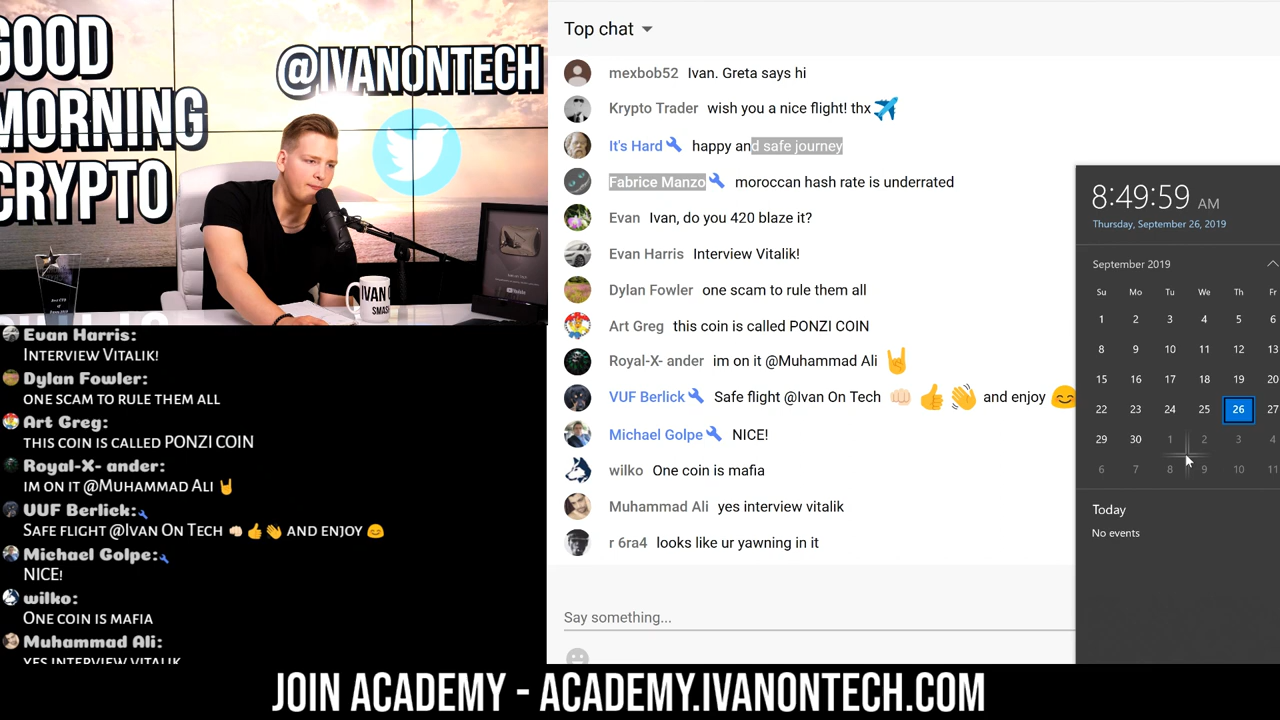 GOOD
MORNING
CRYPTO
@IVANONTECH
IVAN
SMASH
Evan Harris:
Interview Vitalik!
Dylan Fowler:
one scam to rule them all
Art Greg:
this coin is called PONZI COIN
Royal-X- ander:
im on it @Muhammad Ali 🤘
VUF Berlick:
Safe flight @Ivan On Tech 👊🏻👍👋 and enjoy 😊
Michael Golpe:
NICE!
wilko:
One coin is mafia
Muhammad Ali:
yes interview vitalik
Top chat
mexbob52 Ivan. Greta says hi
Krypto Trader wish you a nice flight! thx ✈️
It's Hard happy and safe journey
Fabrice Manzo moroccan hash rate is underrated
Evan Ivan, do you 420 blaze it?
Evan Harris Interview Vitalik!
Dylan Fowler one scam to rule them all
Art Greg this coin is called PONZI COIN
Royal-X- ander im on it @Muhammad Ali 🤘
VUF Berlick Safe flight @Ivan On Tech 👊🏻 👍 👋 and enjoy 😊
Michael Golpe NICE!
wilko One coin is mafia
Muhammad Ali yes interview vitalik
r 6ra4 looks like ur yawning in it
Say something...
8:49:59 AM
Thursday, September 26, 2019
September 2019
Su Mo Tu We Th Fr
1 2 3 4 5 6
8 9 10 11 12 13
15 16 17 18 19 20
22 23 24 25 26 27
29 30 1 2 3 4
6 7 8 9 10 11
Today
No events
JOIN ACADEMY - ACADEMY.IVANONTECH.COM